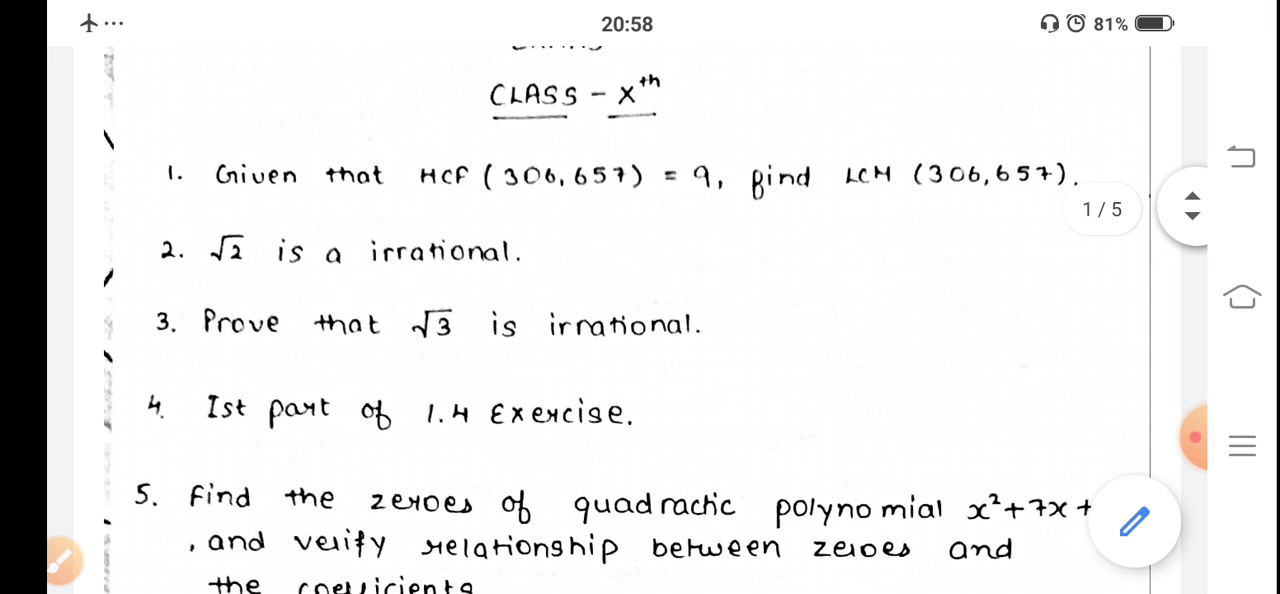 20:58
81%
CLASS - Xth
1. Given that HCF (306,657) = 9, find LCM (306,657).
1 / 5
2. √2 is a irrational.
3. Prove that √3 is irrational.
4. Ist part of 1.4 Exercise.
5. Find the zeroes of quadractic polynomial x²+7x+
, and verify relationship between zeroes and
the